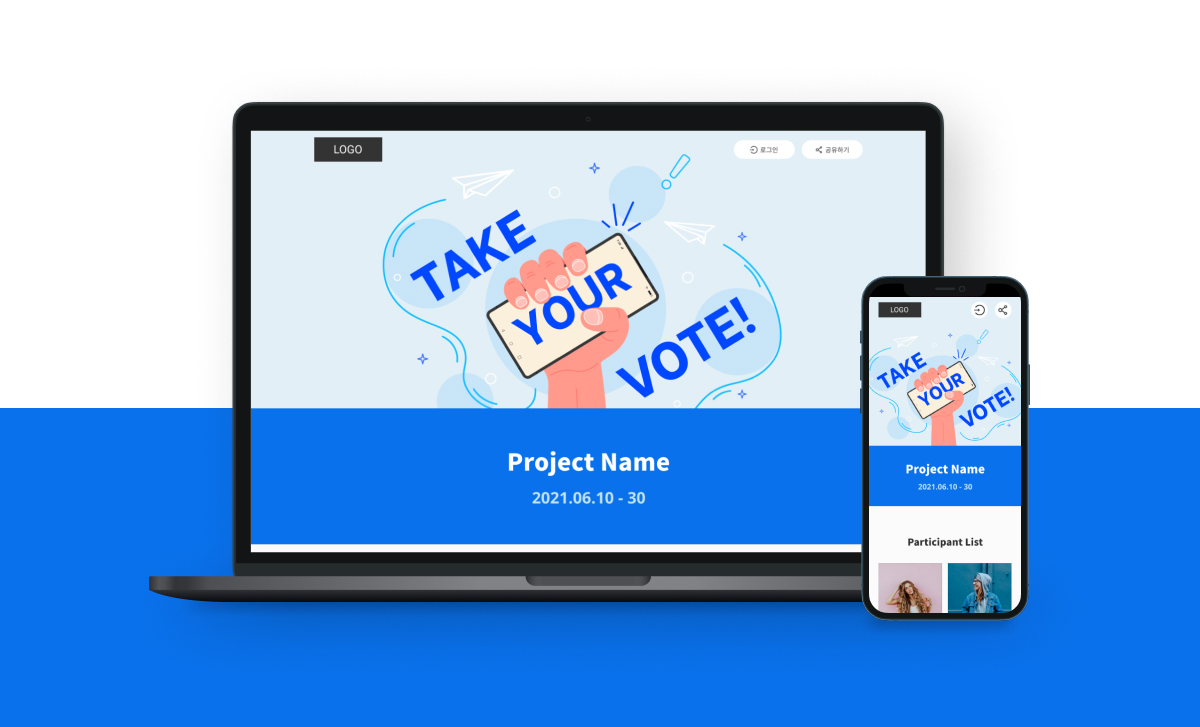 LOGO
로그인
공유하기
TAKE
YOUR
VOTE!
Project Name
2021.06.10 - 30
LOGO
TAKE
YOUR
VOTE!
Project Name
2021.06.10 - 30
Participant List